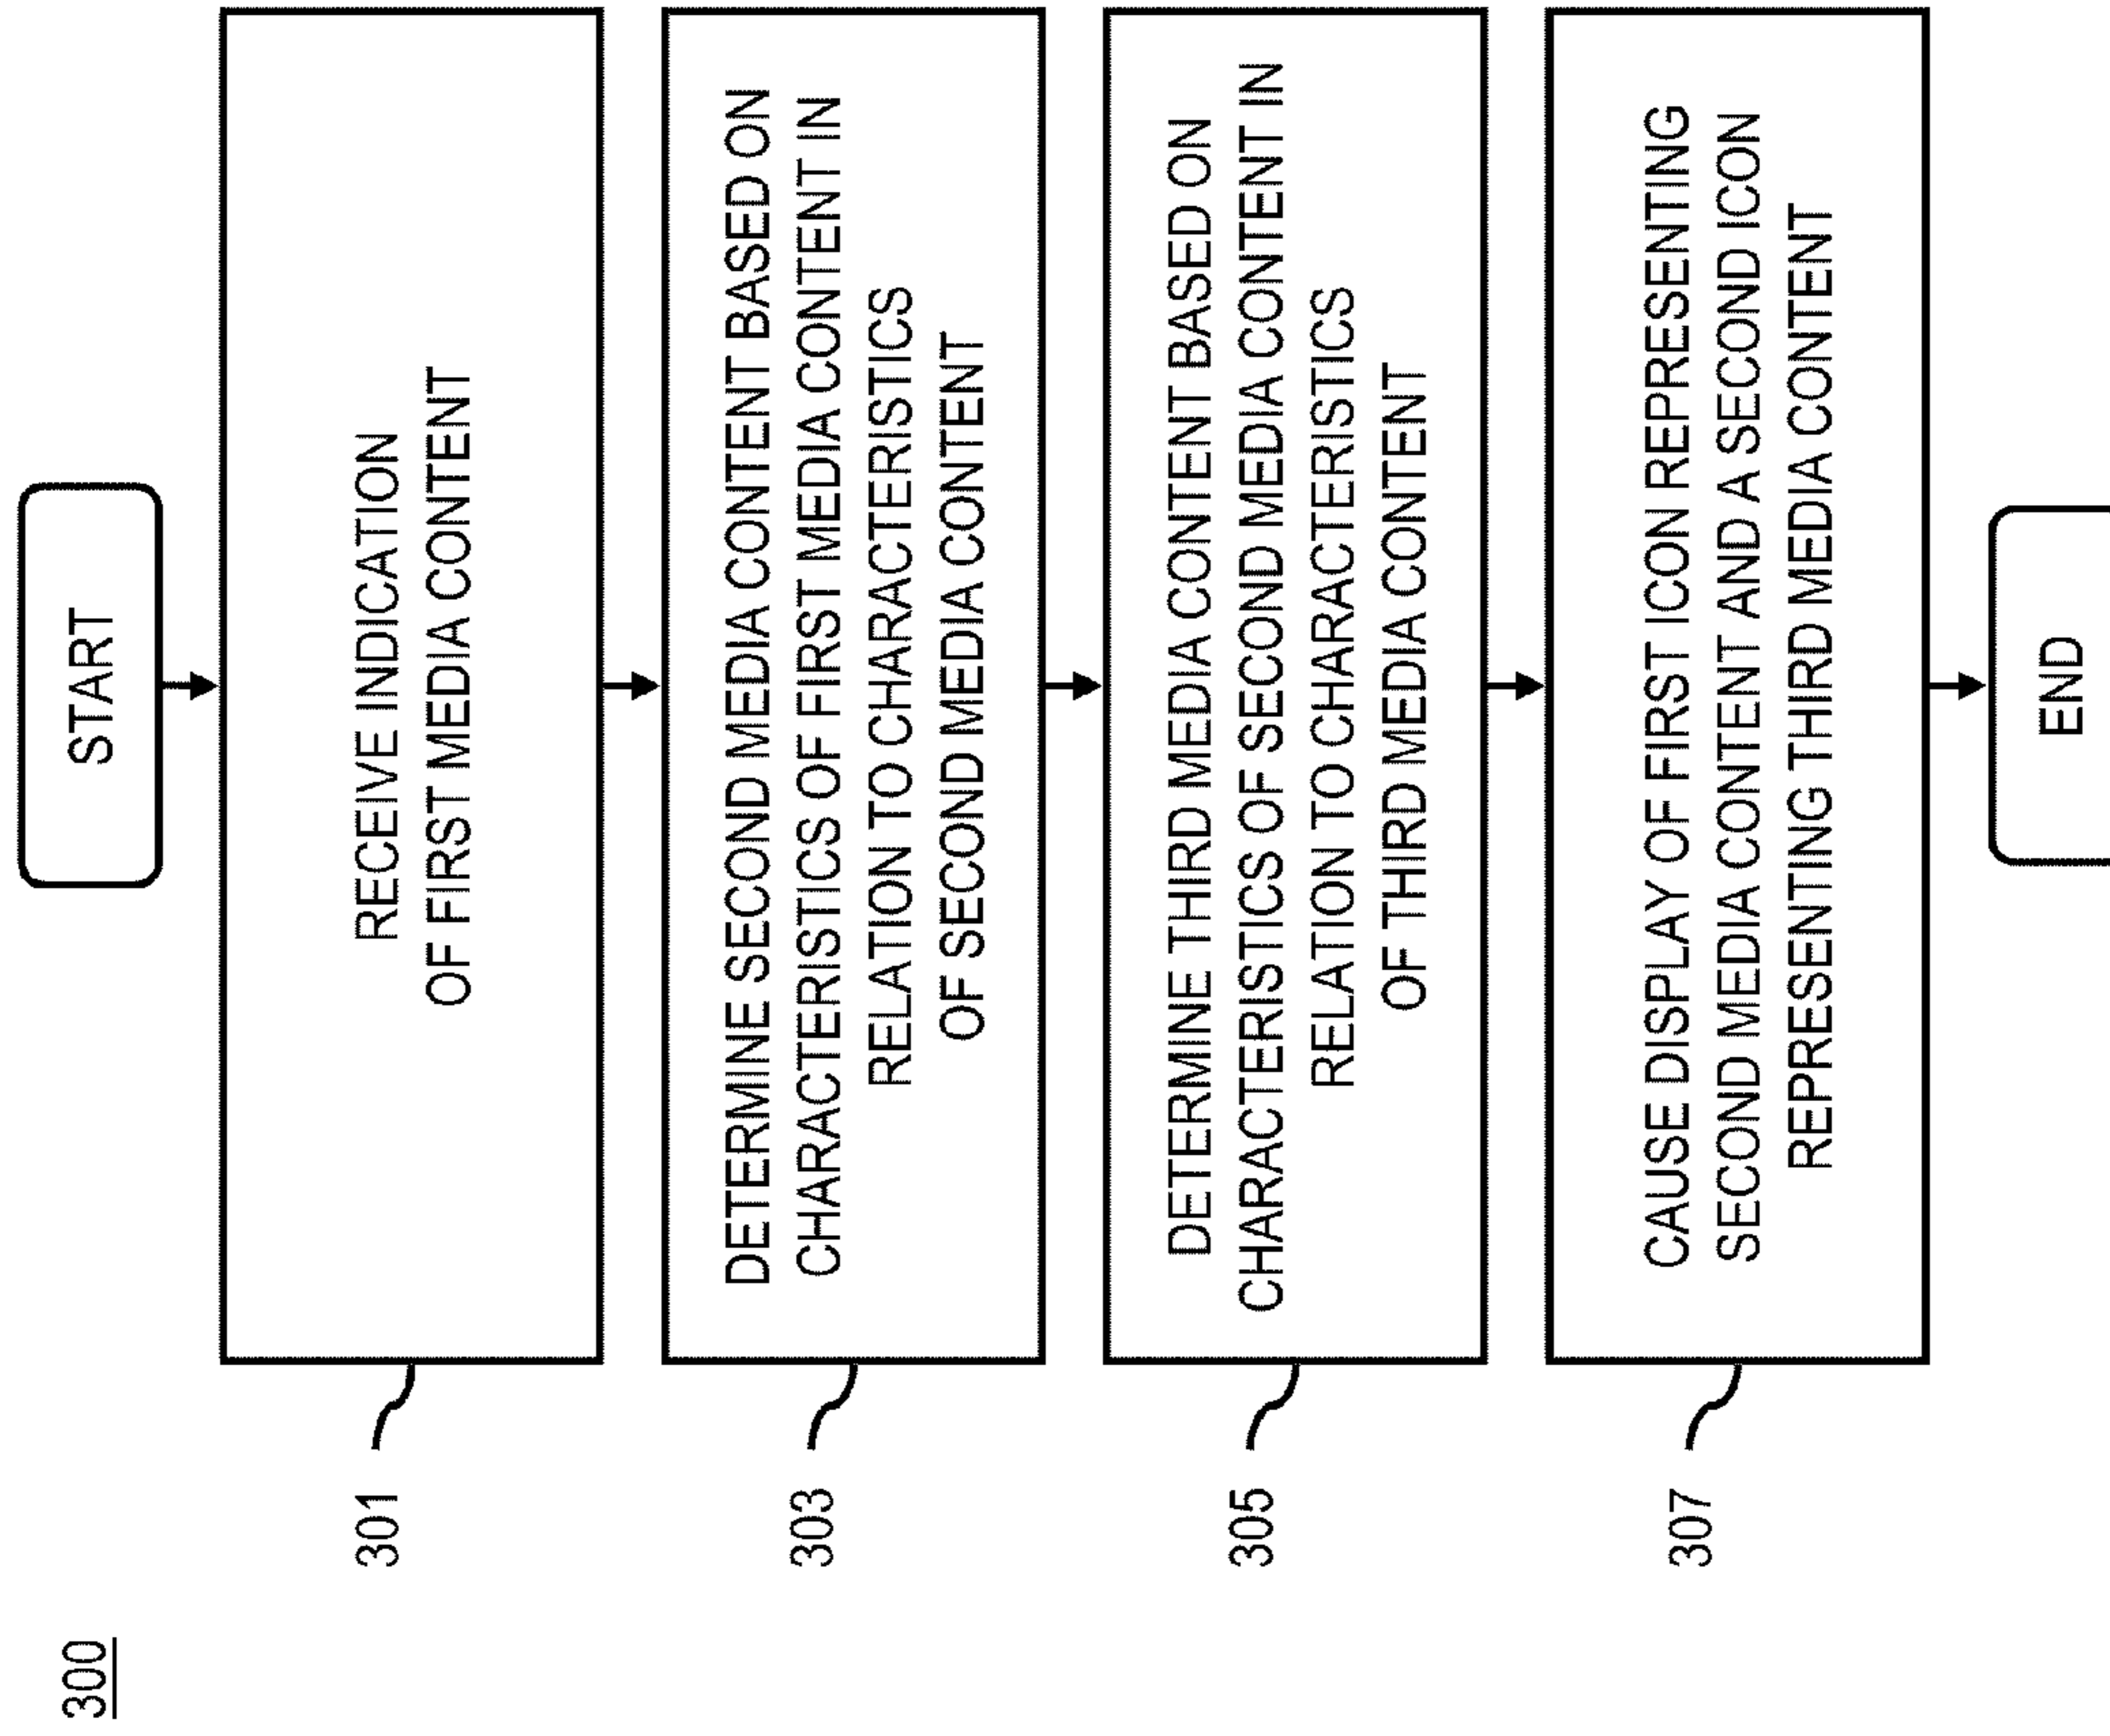 300
START
301
RECEIVE INDICATION
OF FIRST MEDIA CONTENT
303
DETERMINE SECOND MEDIA CONTENT BASED ON
CHARACTERISTICS OF FIRST MEDIA CONTENT IN
RELATION TO CHARACTERISTICS
OF SECOND MEDIA CONTENT
305
DETERMINE THIRD MEDIA CONTENT BASED ON
CHARACTERISTICS OF SECOND MEDIA CONTENT IN
RELATION TO CHARACTERISTICS
OF THIRD MEDIA CONTENT
307
CAUSE DISPLAY OF FIRST ICON REPRESENTING
SECOND MEDIA CONTENT AND A SECOND ICON
REPRESENTING THIRD MEDIA CONTENT
END